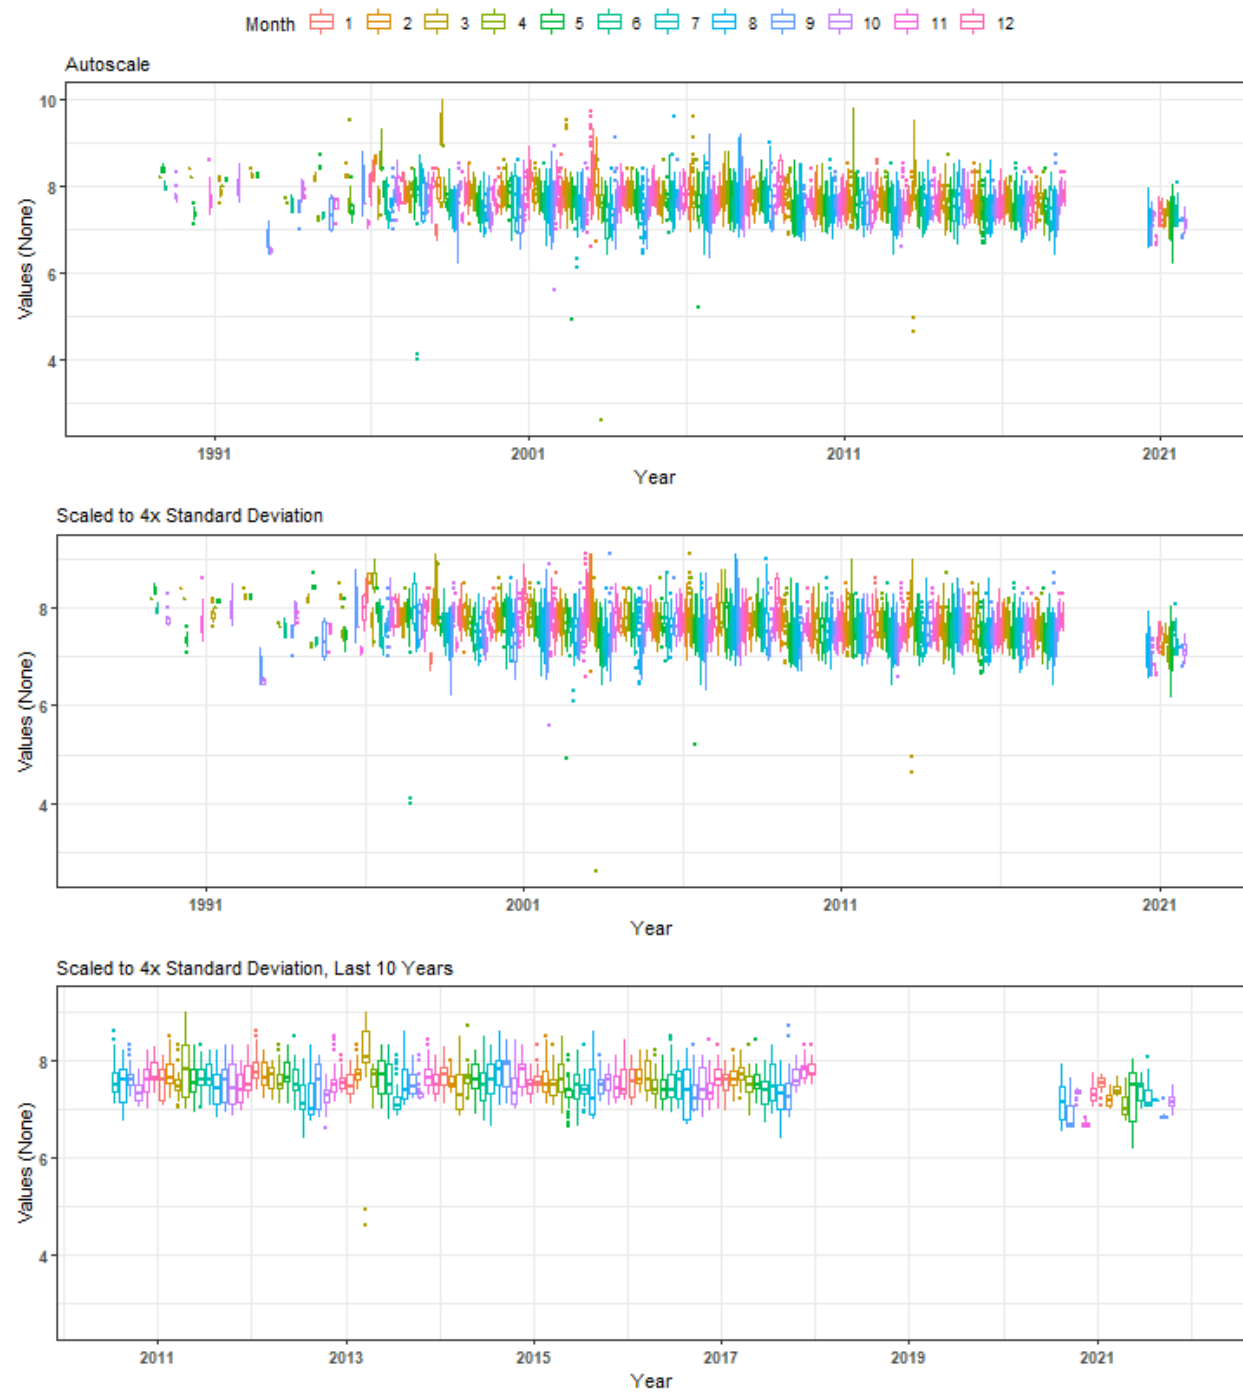 Month 1 2 3 4 5 6 7 8 9 10 11 12
Autoscale
Values (None)
10
8
6
4
1991 2001 2011 2021
Year
Scaled to 4x Standard Deviation
Values (None)
8
6
4
1991 2001 2011 2021
Year
Scaled to 4x Standard Deviation, Last 10 Years
Values (None)
8
6
4
2011 2013 2015 2017 2019 2021
Year